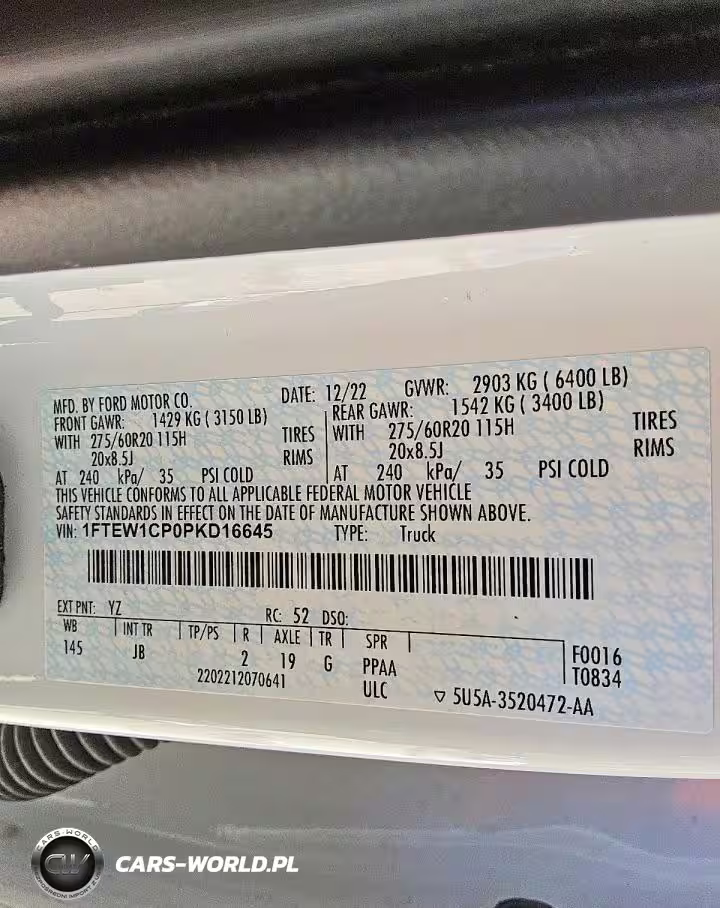 MFD. BY FORD MOTOR CO. DATE: 12/22 GVWR: 2903 KG ( 6400 LB)
FRONT GAWR: 1429 KG ( 3150 LB) REAR GAWR: 1542 KG ( 3400 LB)
WITH 275/60R20 115H TIRES WITH 275/60R20 115H TIRES
20x8.5J RIMS 20x8.5J RIMS
AT 240 kPa/ 35 PSI COLD AT 240 kPa/ 35 PSI COLD
THIS VEHICLE CONFORMS TO ALL APPLICABLE FEDERAL MOTOR VEHICLE
SAFETY STANDARDS IN EFFECT ON THE DATE OF MANUFACTURE SHOWN ABOVE.
VIN: 1FTEW1CP0PKD16645 TYPE: Truck
EXT PNT: YZ RC: 52 DSO:
WB INT TR TP/PS R AXLE TR SPR
145 JB 2 19 G PPAA F0016
2202212070641 ULC T0834
5U5A-3520472-AA
CARS-WORLD
CW
CARS-WORLD.PL